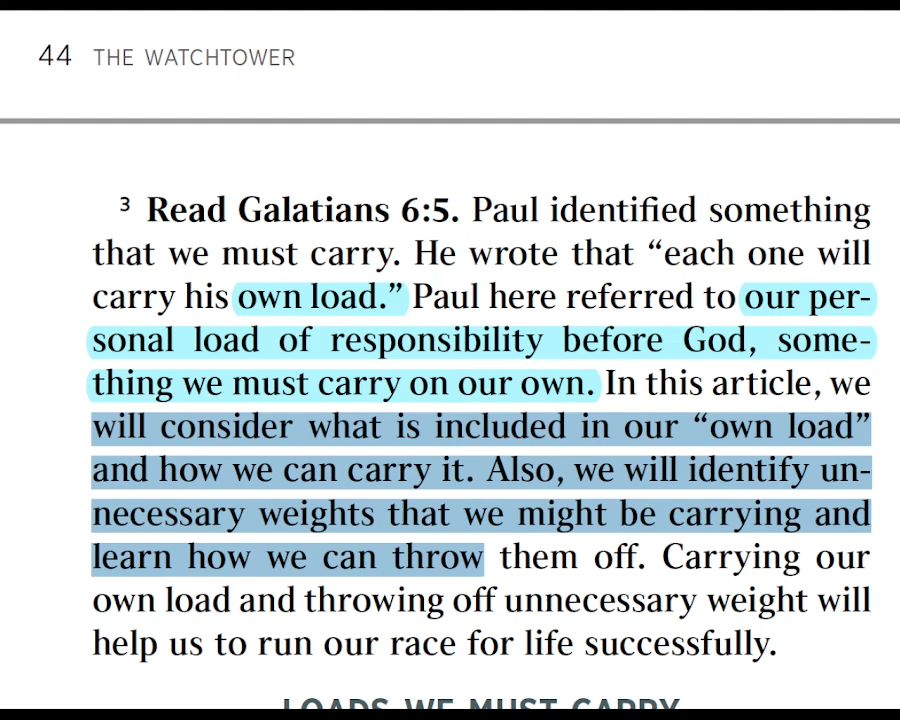 44 THE WATCHTOWER
3 Read Galatians 6:5. Paul identified something
that we must carry. He wrote that “each one will
carry his own load.” Paul here referred to our per-
sonal load of responsibility before God, some-
thing we must carry on our own. In this article, we
will consider what is included in our “own load”
and how we can carry it. Also, we will identify un-
necessary weights that we might be carrying and
learn how we can throw them off. Carrying our
own load and throwing off unnecessary weight will
help us to run our race for life successfully.
LOADS WE MUST CARRY